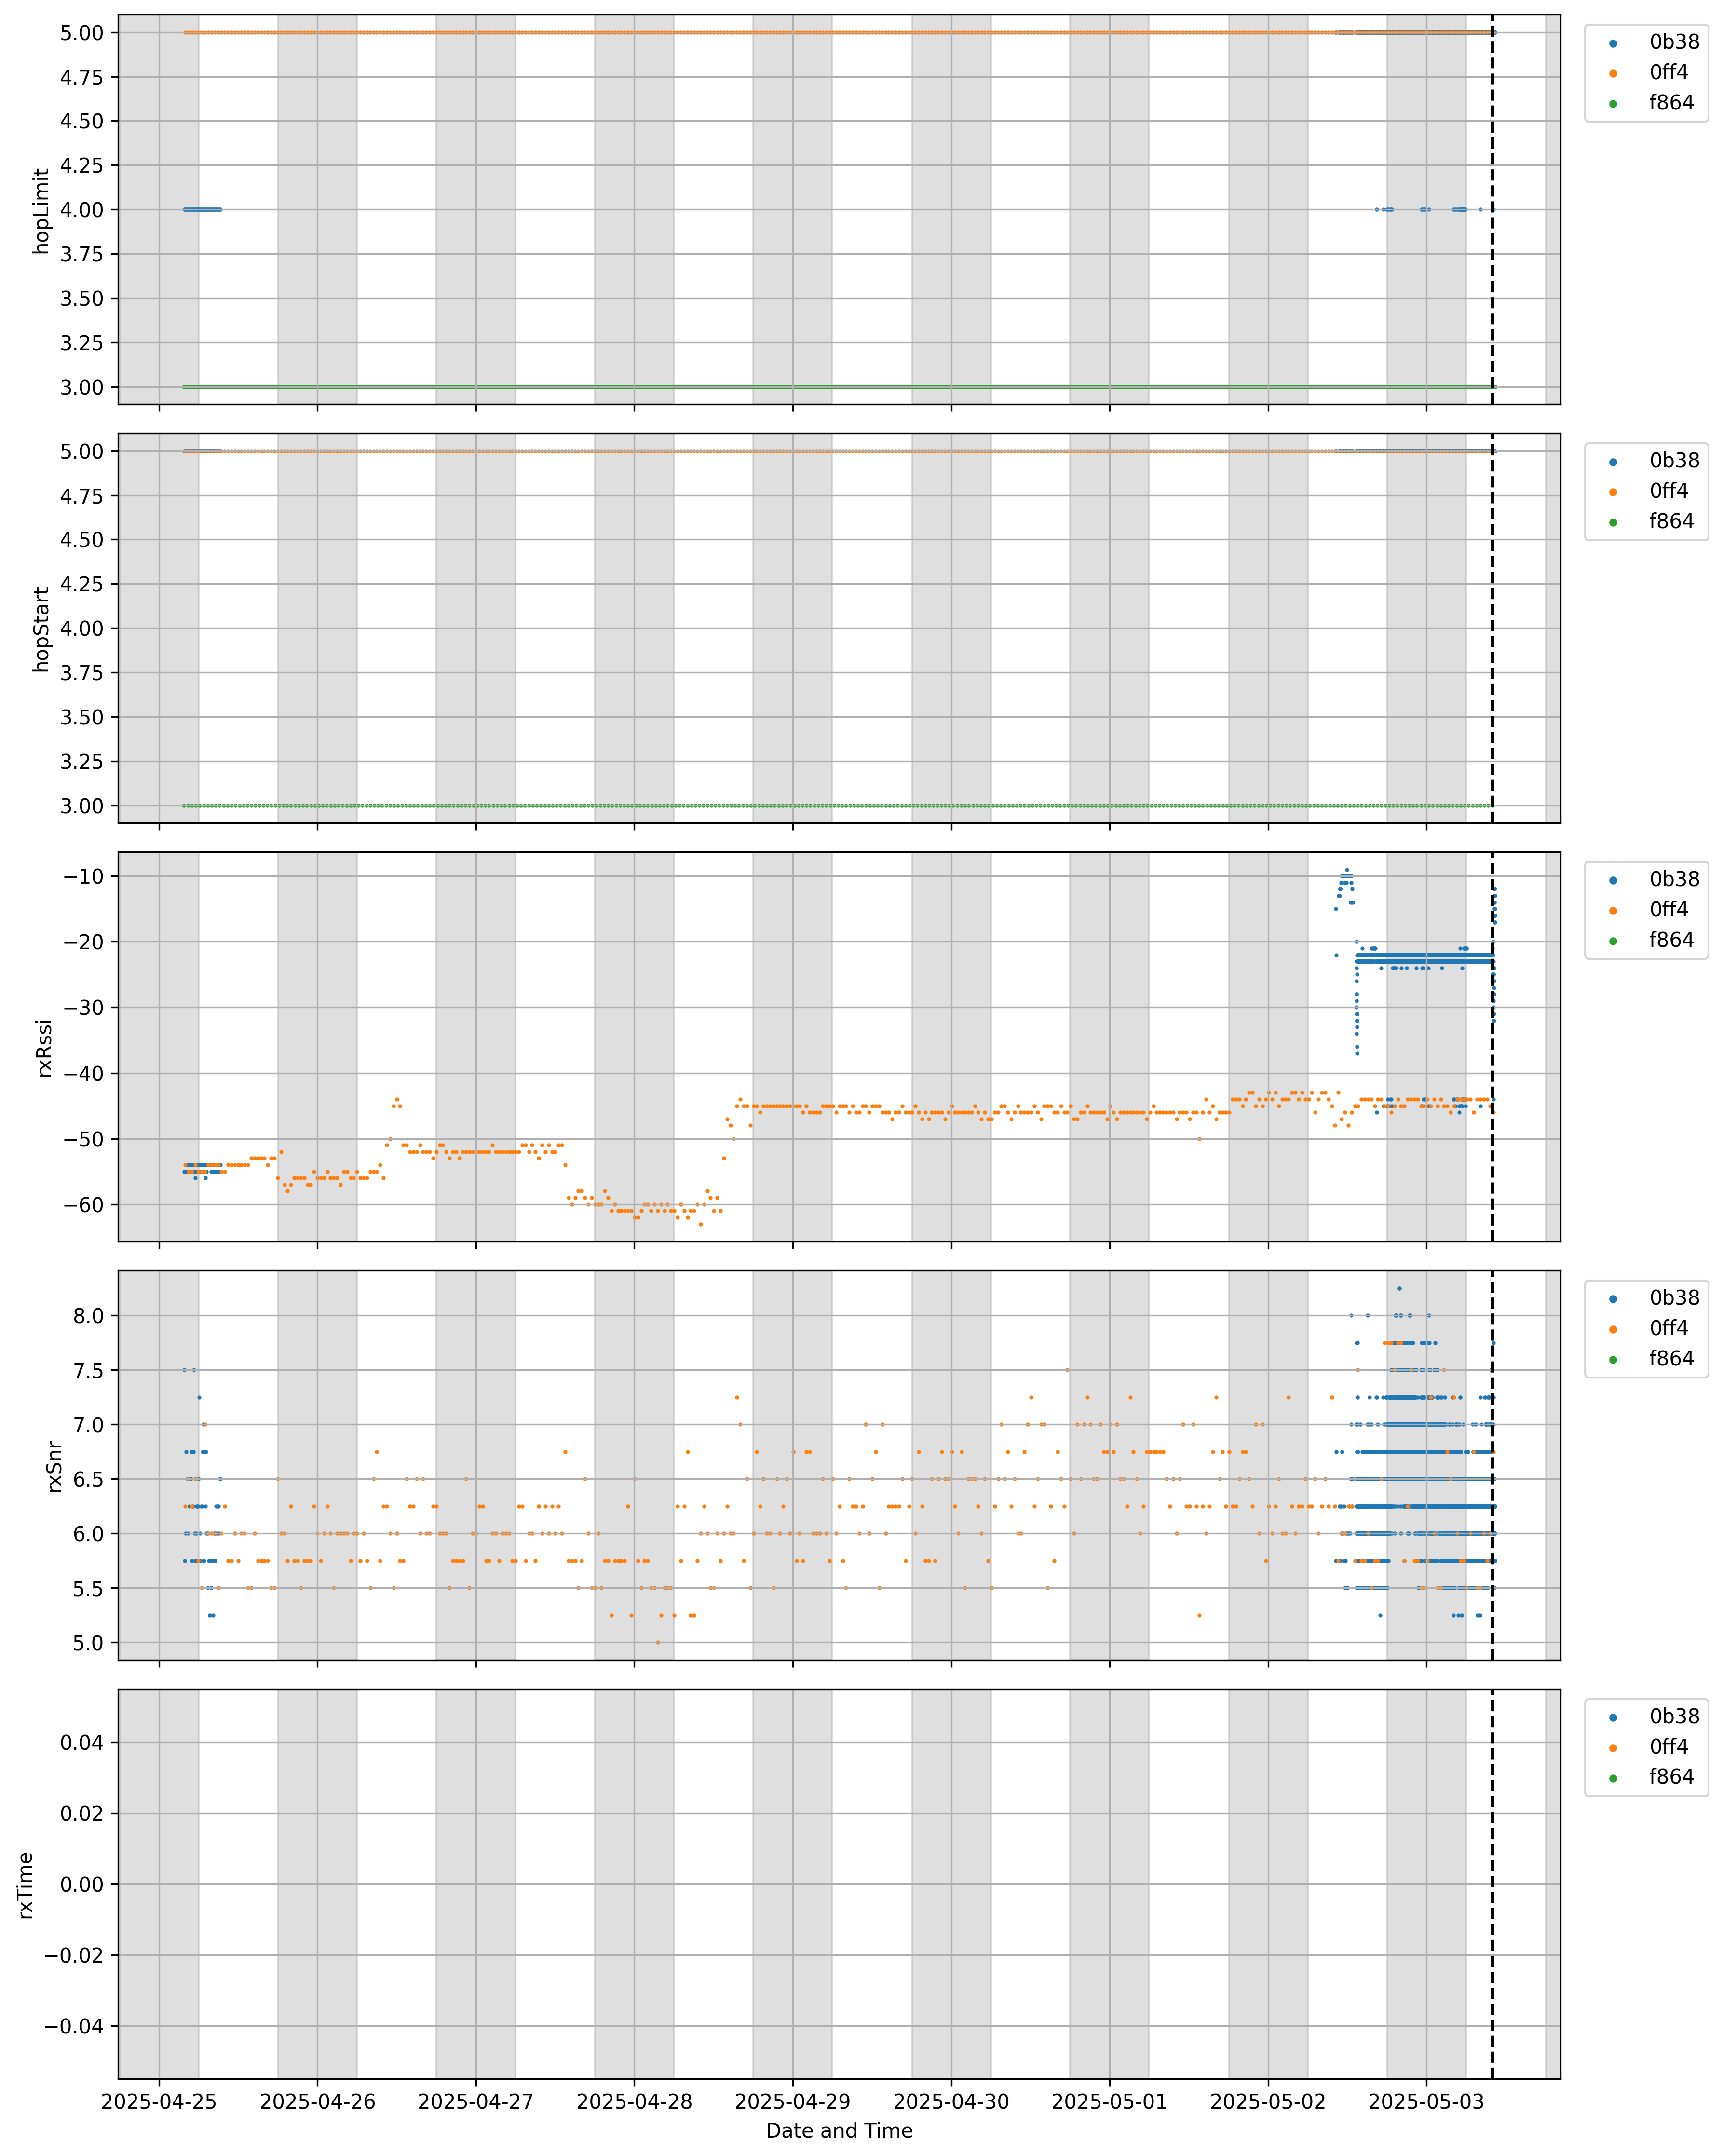 5.00
4.75
4.50
4.25
4.00
3.75
3.50
3.25
3.00
hopLimit
0b38
0ff4
f864
5.00
4.75
4.50
4.25
4.00
3.75
3.50
3.25
3.00
hopStart
0b38
0ff4
f864
−10
−20
−30
−40
−50
−60
rxRssi
0b38
0ff4
f864
8.0
7.5
7.0
6.5
6.0
5.5
5.0
rxSnr
0b38
0ff4
f864
0.04
0.02
0.00
−0.02
−0.04
rxTime
0b38
0ff4
f864
2025-04-25 2025-04-26 2025-04-27 2025-04-28 2025-04-29 2025-04-30 2025-05-01 2025-05-02 2025-05-03
Date and Time